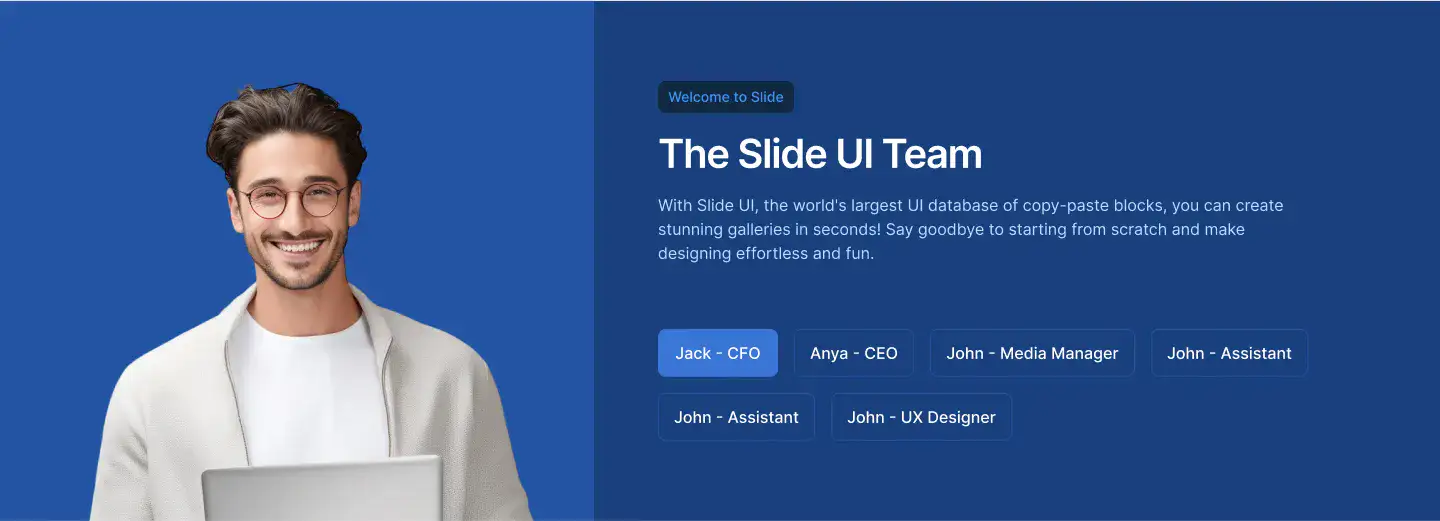 Welcome to Slide
The Slide UI Team
With Slide UI, the world's largest UI database of copy-paste blocks, you can create
stunning galleries in seconds! Say goodbye to starting from scratch and make
designing effortless and fun.
Jack - CFO
Anya - CEO
John - Media Manager
John - Assistant
John - Assistant
John - UX Designer